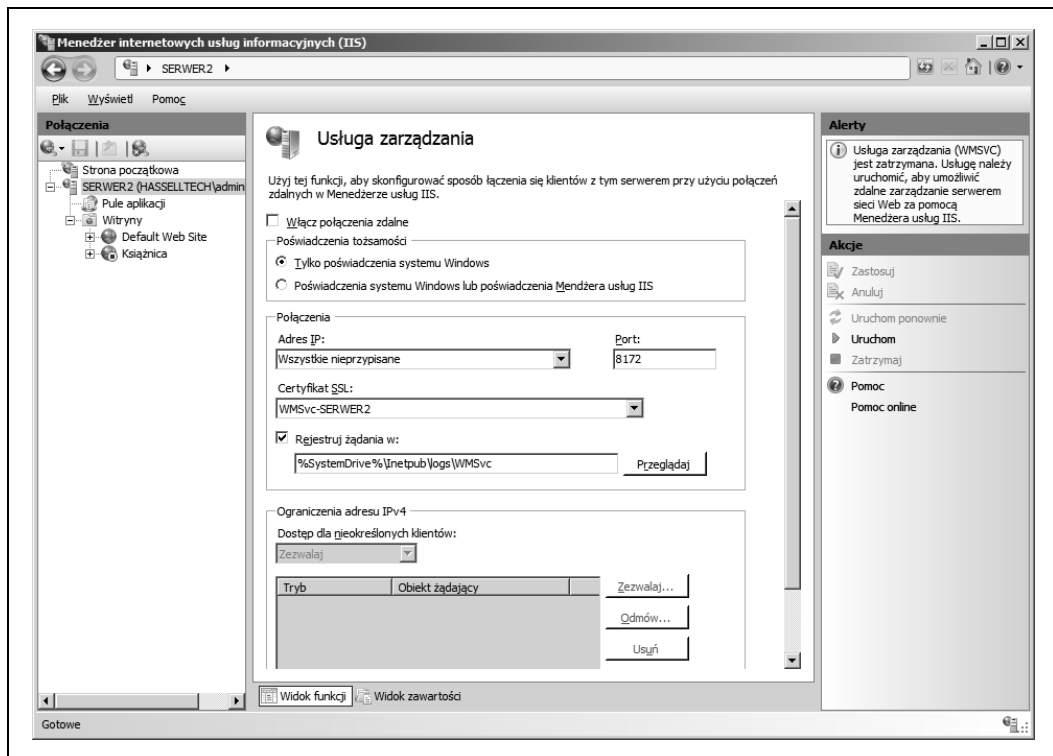 Menedżer internetowych usług informacyjnych (IIS)
SERWER2
Plik Wyświetl Pomoc
Połączenia
Strona początkowa
SERWER2 (HASSELLTECH\admin
Pule aplikacji
Witryny
Default Web Site
Książnica
Usługa zarządzania
Użyj tej funkcji, aby skonfigurować sposób łączenia się klientów z tym serwerem przy użyciu połączeń
zdalnych w Menedżerze usług IIS.
Włącz połączenia zdalne
Poświadczenia tożsamości
Tylko poświadczenia systemu Windows
Poświadczenia systemu Windows lub poświadczenia Mendżera usług IIS
Połączenia
Adres IP: Port:
Wszystkie nieprzypisane 8172
Certyfikat SSL:
WMSvc-SERWER2
Rejestruj żądania w:
%SystemDrive%\Inetpub\logs\WMSvc Przeglądaj
Ograniczenia adresu IPv4
Dostęp dla nieokreślonych klientów:
Zezwalaj
Tryb Obiekt żądający
Zezwalaj...
Odmów...
Usuń
Widok funkcji Widok zawartości
Alerty
Usługa zarządzania (WMSVC)
jest zatrzymana. Usługę należy
uruchomić, aby umożliwić
zdalne zarządzanie serwerem
sieci Web za pomocą
Menedżera usług IIS.
Akcje
Zastosuj
Anuluj
Uruchom ponownie
Uruchom
Zatrzymaj
Pomoc
Pomoc online
Gotowe